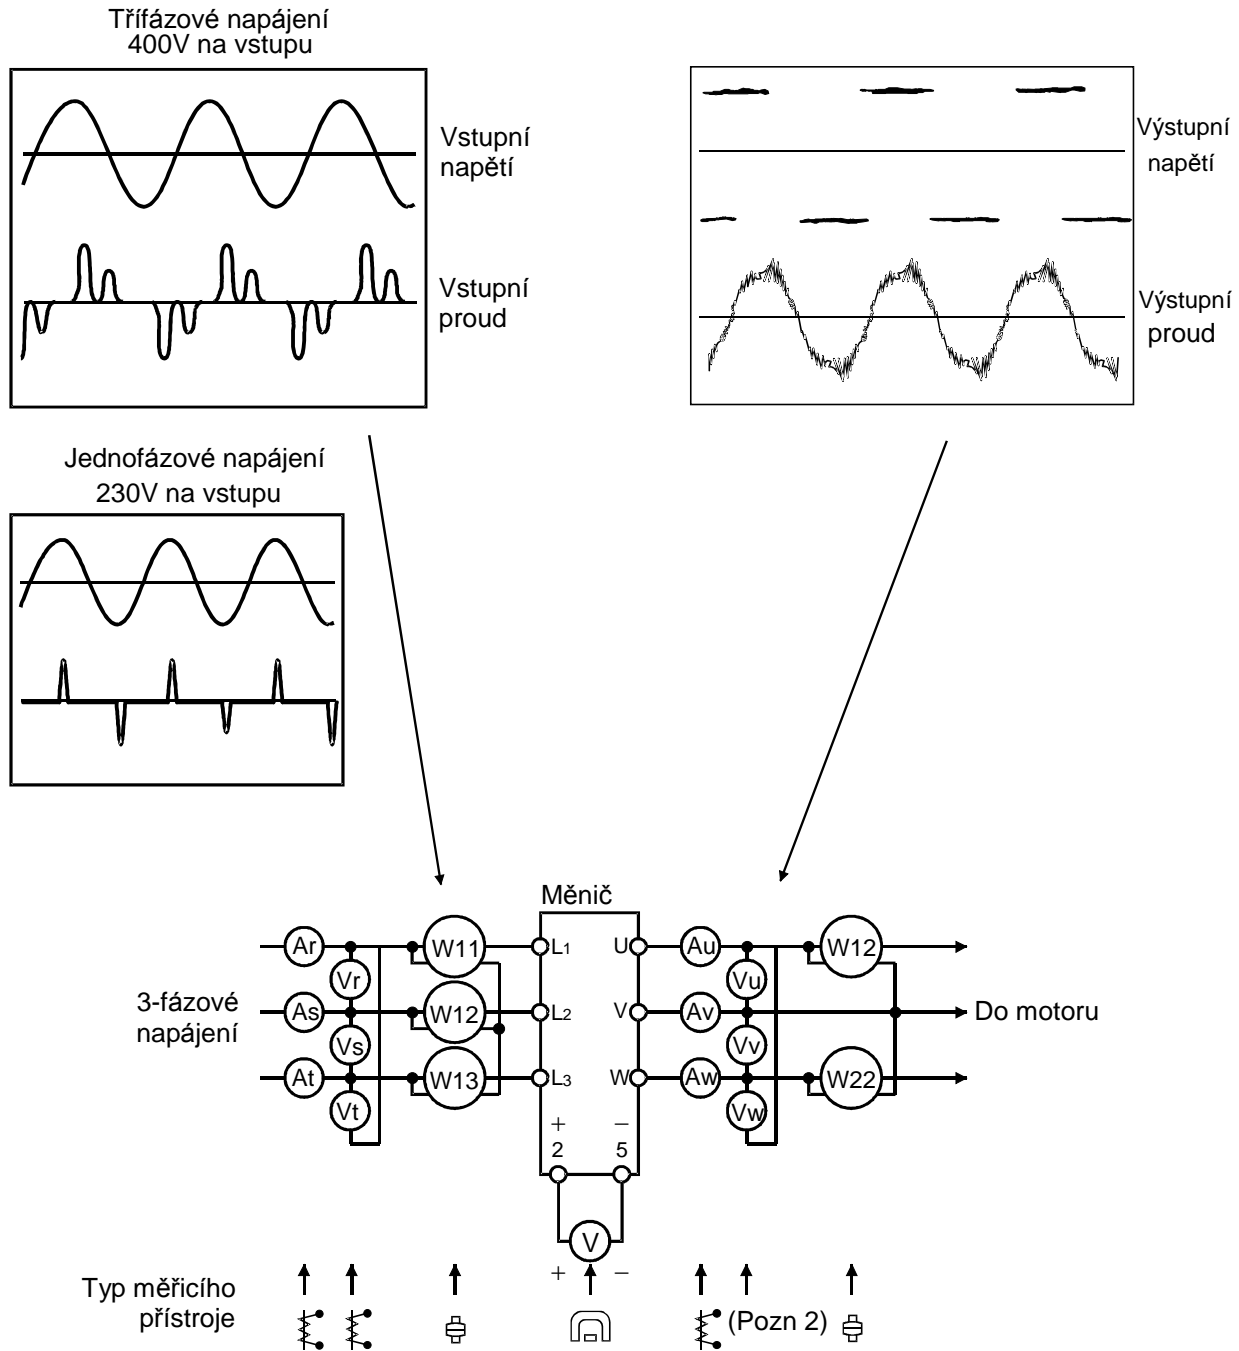 Třífázové napájení
400V na vstupu
Vstupní
napětí
Vstupní
proud
Výstupní
napětí
Výstupní
proud
Jednofázové napájení
230V na vstupu
Měnič
Ar
W11
L1
U
Au
W12
Vr
Vu
3-fázové
napájení
As
W12
L2
V
Av
Do motoru
Vs
Vv
At
W13
L3
W
Aw
W22
Vt
Vw
+ −
2 5
V
+ −
Typ měřicího
přístroje
(Pozn 2)